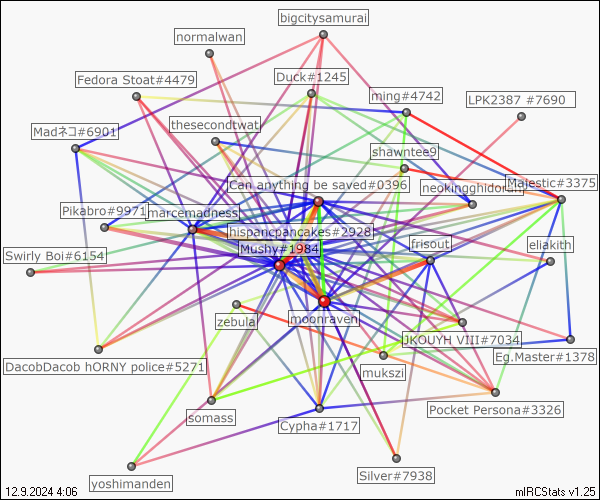 bigcitysamurai
normalwan
Duck#1245
Fedora Stoat#4479
ming#4742
LPK2387 #7690
Madネコ#6901
thesecondtwat
shawntee9
Can anything be saved#0396
neokingghidorah
Majestic#3375
Pikabro#9971
marcemadness
hispanicpancakes#2928
Mushy#1984
frisout
eliakith
Swirly Boi#6154
zebula
moonraven
JKOUYH VIII#7034
Eg.Master#1378
DacobDacob hORNY police#5271
mukszi
somass
Cypha#1717
Pocket Persona#3326
yoshimanden
Silver#7938
12.9.2024 4:06
mIRCStats v1.25